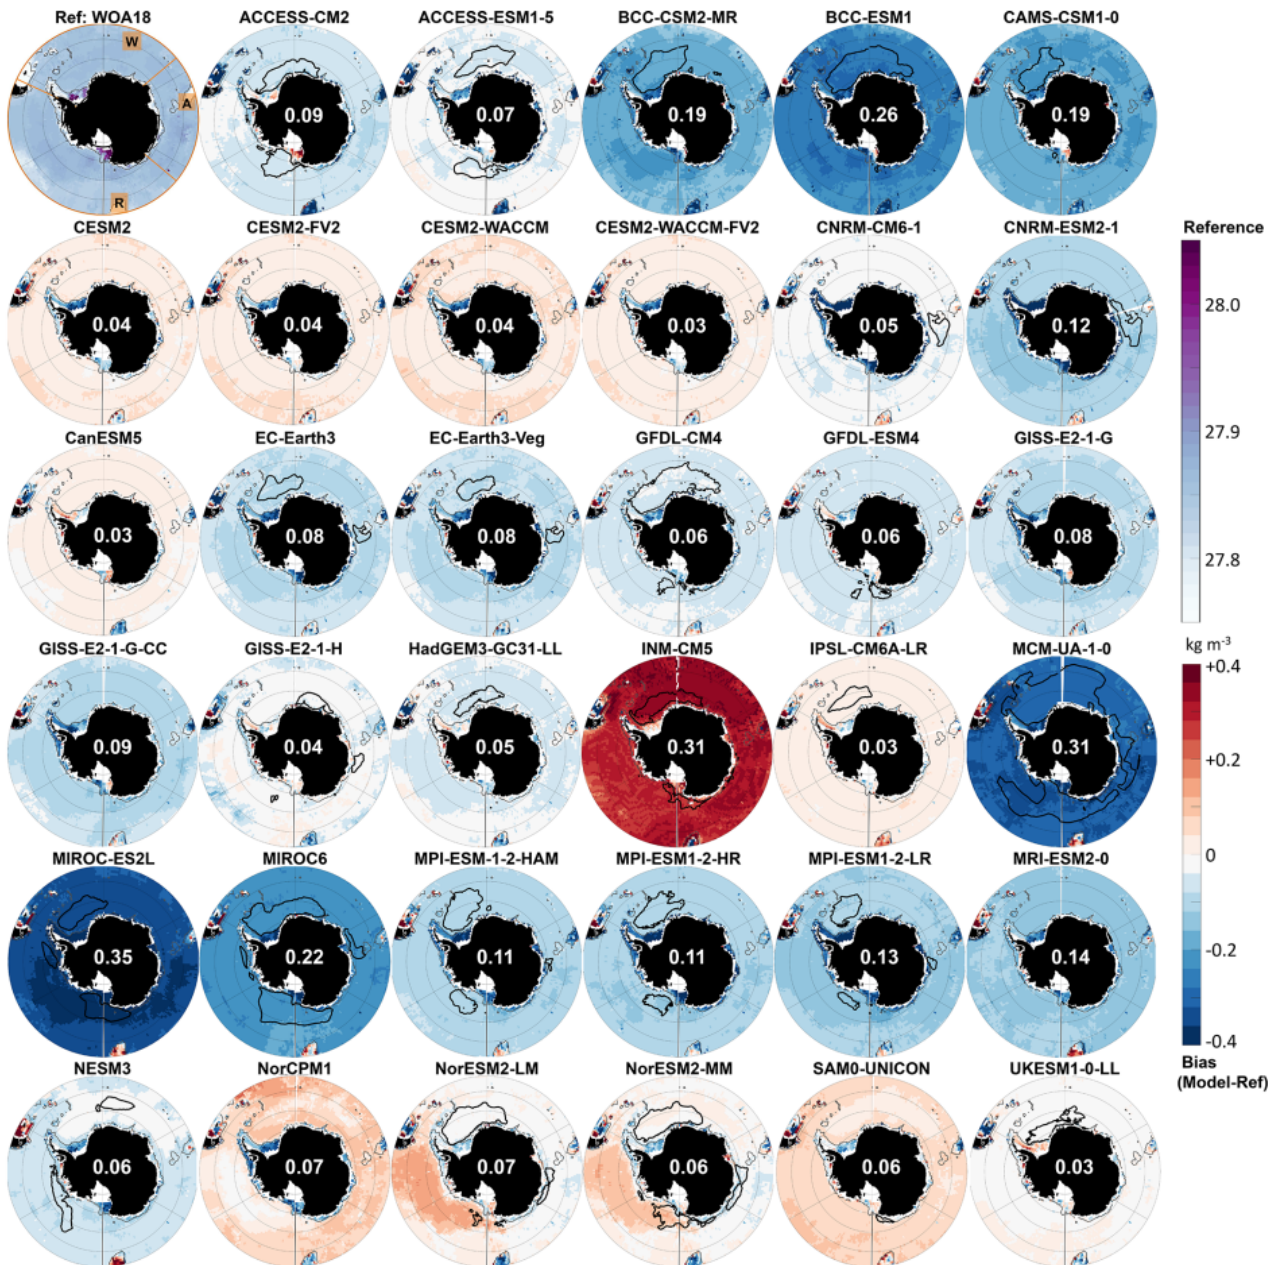 Ref: WOA18 ACCESS-CM2 ACCESS-ESM1-5 BCC-CSM2-MR BCC-ESM1 CAMS-CSM1-0
W
A
R
0.09 0.07 0.19 0.26 0.19
CESM2 CESM2-FV2 CESM2-WACCM CESM2-WACCM-FV2 CNRM-CM6-1 CNRM-ESM2-1
0.04 0.04 0.04 0.03 0.05 0.12
CanESM5 EC-Earth3 EC-Earth3-Veg GFDL-CM4 GFDL-ESM4 GISS-E2-1-G
0.03 0.08 0.08 0.06 0.06 0.08
GISS-E2-1-G-CC GISS-E2-1-H HadGEM3-GC31-LL INM-CM5 IPSL-CM6A-LR MCM-UA-1-0
0.09 0.04 0.05 0.31 0.03 0.31
MIROC-ES2L MIROC6 MPI-ESM-1-2-HAM MPI-ESM1-2-HR MPI-ESM1-2-LR MRI-ESM2-0
0.35 0.22 0.11 0.11 0.13 0.14
NESM3 NorCPM1 NorESM2-LM NorESM2-MM SAM0-UNICON UKESM1-0-LL
0.06 0.07 0.07 0.06 0.06 0.03
Reference
28.0
27.9
27.8
kg m⁻³
+0.4
+0.2
0
-0.2
-0.4
Bias
(Model-Ref)